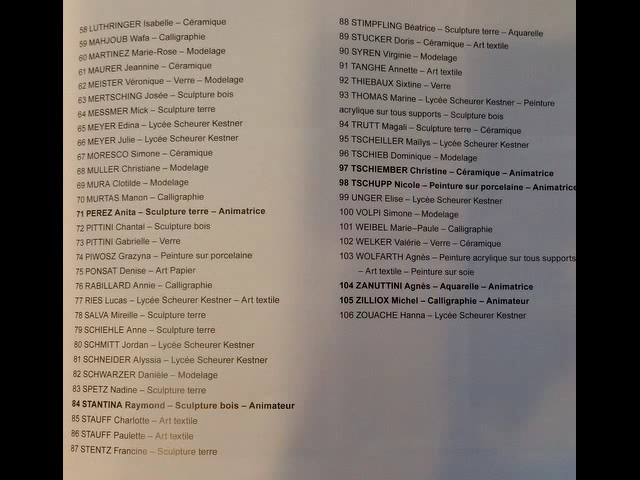 58 LUTHRINGER Isabelle – Céramique
59 MAHJOUB Wafa – Calligraphie
60 MARTINEZ Marie-Rose – Modelage
61 MAURER Jeannine – Céramique
62 MEISTER Véronique – Verre – Modelage
63 MERTSCHING Josée – Sculpture bois
64 MESSMER Mick – Sculpture terre
65 MEYER Edina – Lycée Scheurer Kestner
66 MEYER Julie – Lycée Scheurer Kestner
67 MORESCO Simone – Céramique
68 MULLER Christiane – Modelage
69 MURA Clotilde – Modelage
70 MURTAS Manon – Calligraphie
71 PEREZ Anita – Sculpture terre – Animatrice
72 PITTINI Chantal – Sculpture bois
73 PITTINI Gabrielle – Verre
74 PIWOSZ Grazyna – Peinture sur porcelaine
75 PONSAT Denise – Art Papier
76 RABILLARD Annie – Calligraphie
77 RIES Lucas – Lycée Scheurer Kestner – Art textile
78 SALVA Mireille – Sculpture terre
79 SCHIEHLE Anne – Sculpture terre
80 SCHMITT Jordan – Lycée Scheurer Kestner
81 SCHNEIDER Alyssia – Lycée Scheurer Kestner
82 SCHWARZER Danièle – Modelage
83 SPETZ Nadine – Sculpture terre
84 STANTINA Raymond – Sculpture bois – Animateur
85 STAUFF Charlotte – Art textile
86 STAUFF Paulette – Art textile
87 STENTZ Francine – Sculpture terre
88 STIMPFLING Béatrice – Sculpture terre – Aquarelle
89 STUCKER Doris – Céramique – Art textile
90 SYREN Virginie – Modelage
91 TANGHE Annette – Art textile
92 THIEBAUX Sixtine – Verre
93 THOMAS Marine – Lycée Scheurer Kestner – Peinture
acrylique sur tous supports – Sculpture bois
94 TRUTT Magali – Sculpture terre – Céramique
95 TSCHEILLER Maïlys – Lycée Scheurer Kestner
96 TSCHIEB Dominique – Modelage
97 TSCHIEMBER Christine – Céramique – Animatrice
98 TSCHUPP Nicole – Peinture sur porcelaine – Animatrice
99 UNGER Elise – Lycée Scheurer Kestner
100 VOLPI Simone – Modelage
101 WEIBEL Marie–Paule – Calligraphie
102 WELKER Valérie – Verre – Céramique
103 WOLFARTH Agnès – Peinture acrylique sur tous supports
– Art textile – Peinture sur soie
104 ZANUTTINI Agnès – Aquarelle – Animatrice
105 ZILLIOX Michel – Calligraphie – Animateur
106 ZOUACHE Hanna – Lycée Scheurer Kestner